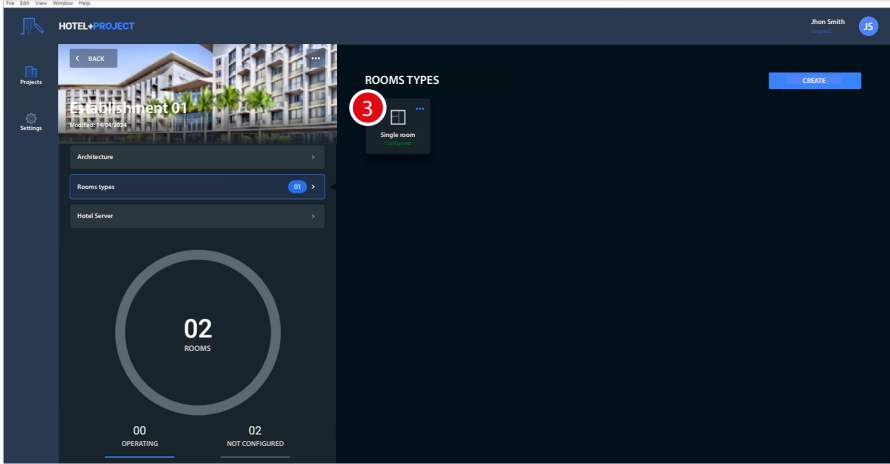 File Edit View Window Help
HOTEL+PROJECT
Jhon Smith
Logout
JS
Projects
Settings
BACK
Establishment 01
Modified: 14/04/2024
Architecture
Rooms types
01
Hotel Server
02
ROOMS
00
OPERATING
02
NOT CONFIGURED
ROOMS TYPES
CREATE
3
Single room
Configured